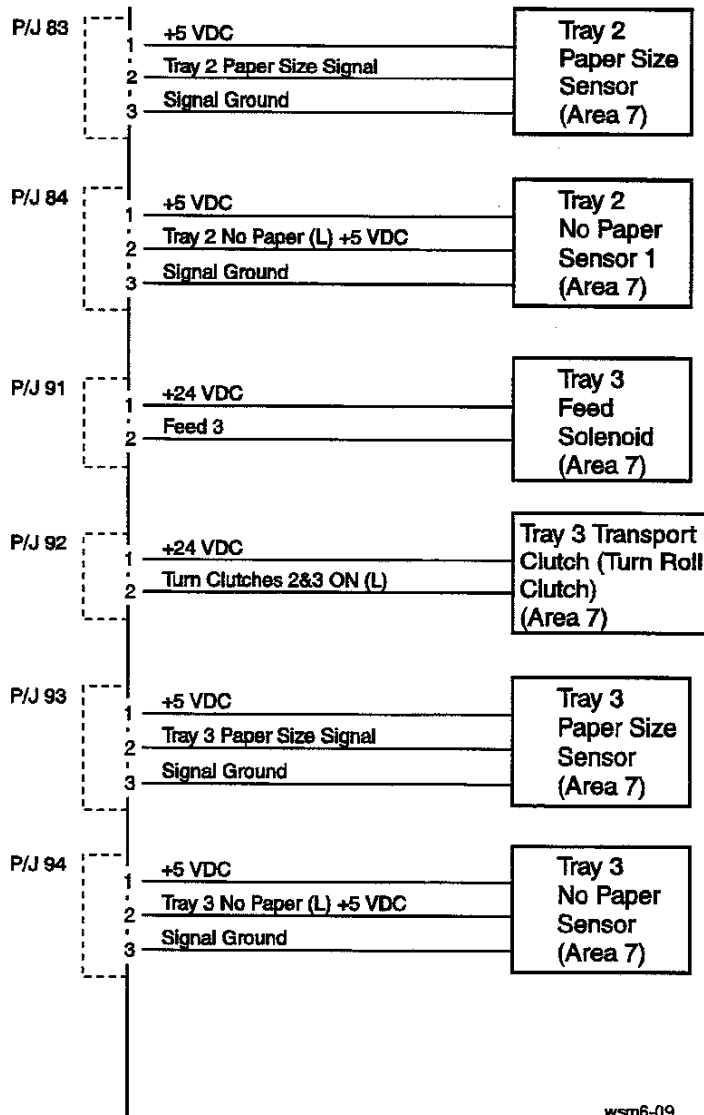 P/J 83
1 +5 VDC
2 Tray 2 Paper Size Signal
3 Signal Ground
Tray 2
Paper Size
Sensor
(Area 7)
P/J 84
1 +5 VDC
2 Tray 2 No Paper (L) +5 VDC
3 Signal Ground
Tray 2
No Paper
Sensor 1
(Area 7)
P/J 91
1 +24 VDC
2 Feed 3
Tray 3
Feed
Solenoid
(Area 7)
P/J 92
1 +24 VDC
2 Turn Clutches 2&3 ON (L)
Tray 3 Transport
Clutch (Turn Roll
Clutch)
(Area 7)
P/J 93
1 +5 VDC
2 Tray 3 Paper Size Signal
3 Signal Ground
Tray 3
Paper Size
Sensor
(Area 7)
P/J 94
1 +5 VDC
2 Tray 3 No Paper (L) +5 VDC
3 Signal Ground
Tray 3
No Paper
Sensor
(Area 7)
wsm6-09